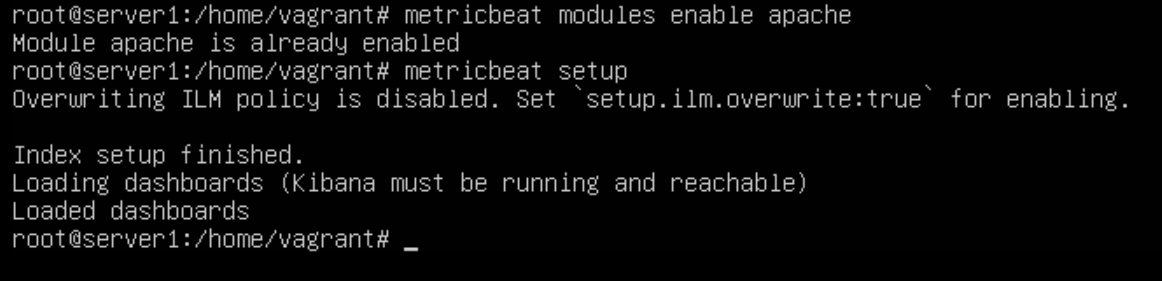 root@server1:/home/vagrant# metricbeat modules enable apache
Module apache is already enabled
root@server1:/home/vagrant# metricbeat setup
Overwriting ILM policy is disabled. Set `setup.ilm.overwrite:true` for enabling.
Index setup finished.
Loading dashboards (Kibana must be running and reachable)
Loaded dashboards
root@server1:/home/vagrant# _